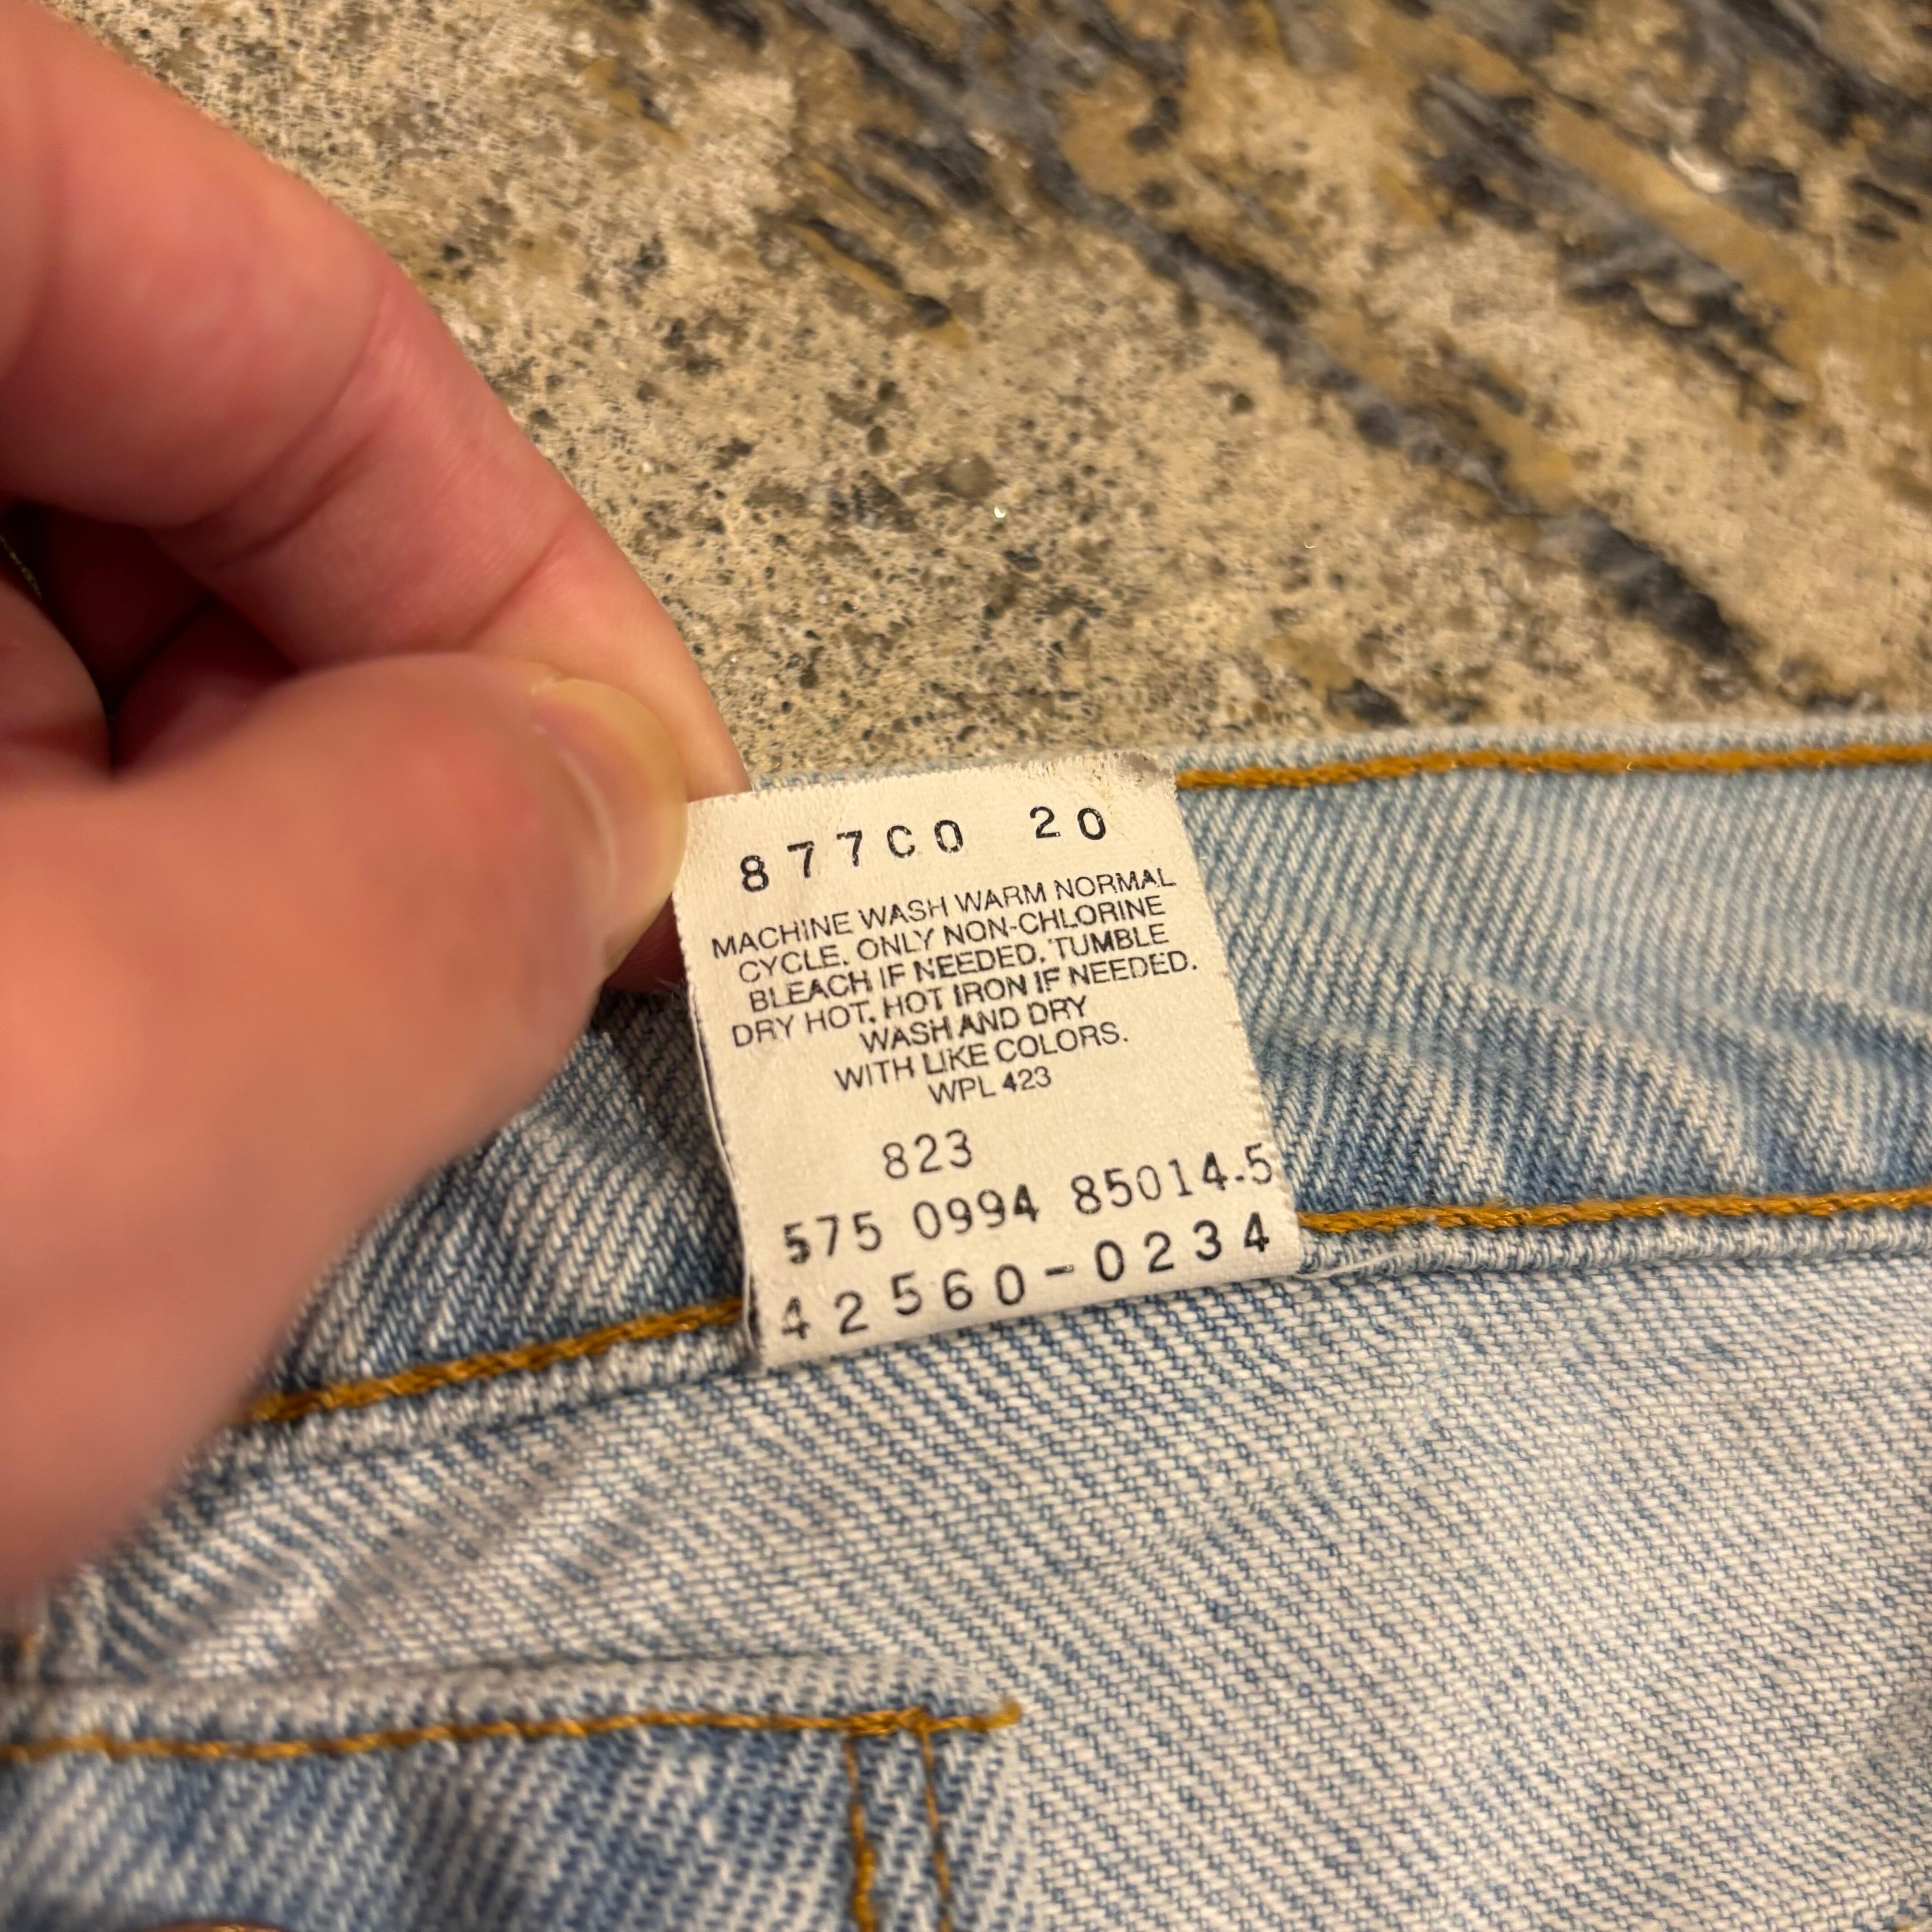 877C0 20
MACHINE WASH WARM NORMAL
CYCLE. ONLY NON-CHLORINE
BLEACH IF NEEDED. TUMBLE
DRY HOT. HOT IRON IF NEEDED.
WASH AND DRY
WITH LIKE COLORS.
WPL 423
823
575 0994 85014.5
42560-0234